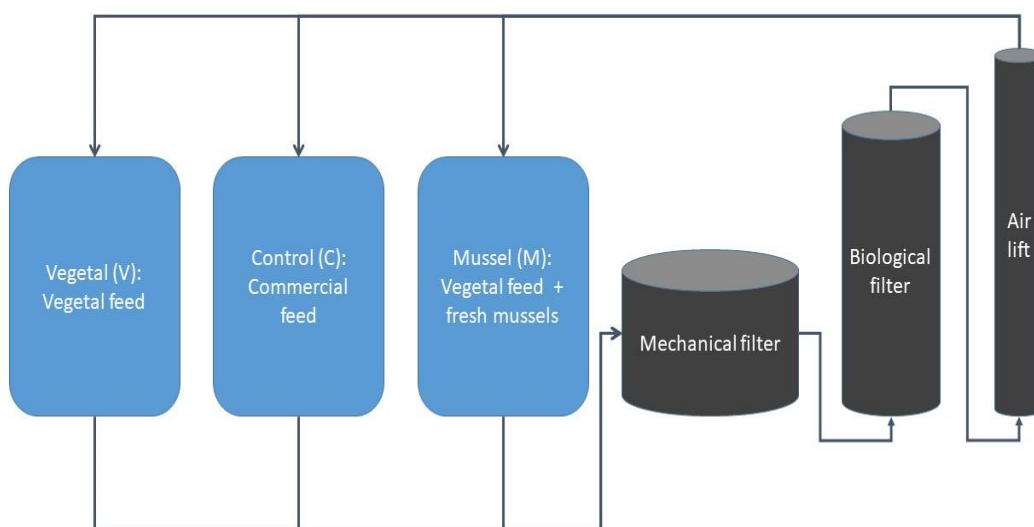 Vegetal (V):
Vegetal feed
Control (C):
Commercial
feed
Mussel (M):
Vegetal feed +
fresh mussels
Mechanical filter
Biological
filter
Air
lift